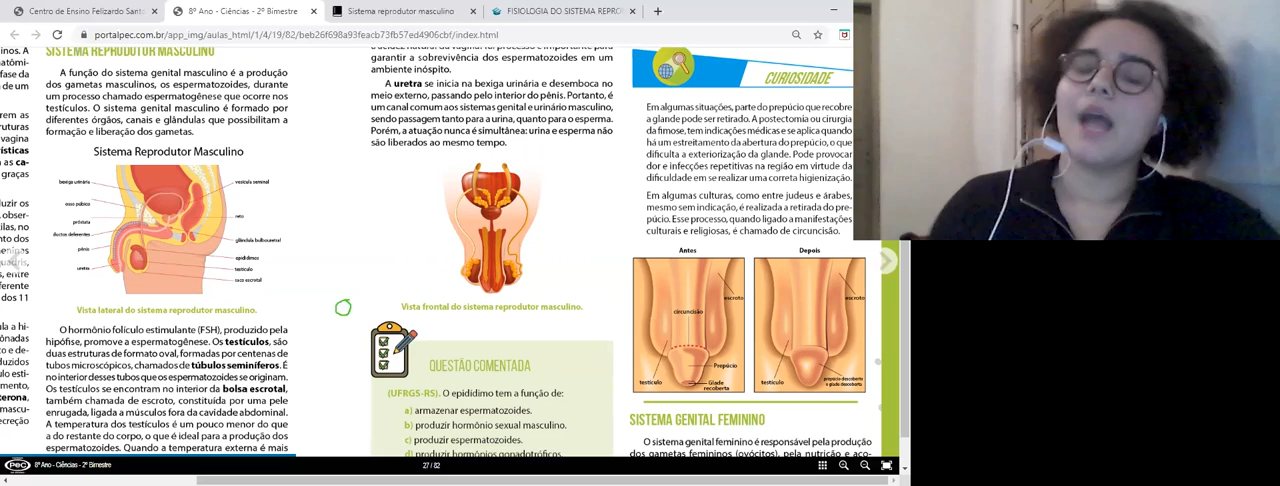 Centro de Ensino Felizardo Santa
8º Ano - Ciências - 2º Bimestre
Sistema reprodutor masculino
FISIOLOGIA DO SISTEMA REPRO
portalpec.com.br/app_img/aulas_html/1/4/19/82/beb26f698a93feacb73fb57ed4906cbf/index.html
SISTEMA REPRODUTOR MASCULINO
A função do sistema genital masculino é a produção
dos gametas masculinos, os espermatozoides, durante
um processo chamado espermatogênese que ocorre nos
testículos. O sistema genital masculino é formado por
diferentes órgãos, canais e glândulas que possibilitam a
formação e liberação dos gametas.
Sistema Reprodutor Masculino
bexiga urinária
osso púbico
próstata
ductos deferentes
pênis
uretra
vesícula seminal
reto
glândula bulbouretral
epidídimos
testículo
saco escrotal
Vista lateral do sistema reprodutor masculino.
O hormônio folículo estimulante (FSH), produzido pela
hipófise, promove a espermatogênese. Os testículos, são
duas estruturas de formato oval, formadas por centenas de
tubos microscópicos, chamados de túbulos seminíferos. É
no interior desses tubos que os espermatozoides se originam.
Os testículos se encontram no interior da bolsa escrotal,
também chamada de escroto, constituída por uma pele
enrugada, ligada a músculos fora da cavidade abdominal.
A temperatura dos testículos é um pouco menor do que
a do restante do corpo, o que é ideal para a produção dos
espermatozoides. Quando a temperatura externa é mais
garantir a sobrevivência dos espermatozoides em um
ambiente inóspito.
A uretra se inicia na bexiga urinária e desemboca no
meio externo, passando pelo interior do pênis. Portanto, é
um canal comum aos sistemas genital e urinário masculino,
sendo passagem tanto para a urina, quanto para o esperma.
Porém, a atuação nunca é simultânea: urina e esperma não
são liberados ao mesmo tempo.
Vista frontal do sistema reprodutor masculino.
QUESTÃO COMENTADA
(UFRGS-RS). O epidídimo tem a função de:
a) armazenar espermatozoides.
b) produzir hormônio sexual masculino.
c) produzir espermatozoides.
d) produzir hormônios gonadotróficos.
CURIOSIDADE
Em algumas situações, parte do prepúcio que recobre
a glande pode ser retirado. A postectomia ou cirurgia
da fimose, tem indicações médicas e se aplica quando
há um estreitamento da abertura do prepúcio, o que
dificulta a exteriorização da glande. Pode provocar
dor e infecções repetitivas na região em virtude da
dificuldade em se realizar uma correta higienização.
Em algumas culturas, como entre judeus e árabes,
mesmo sem indicação, é realizada a retirada do pre-
púcio. Esse processo, quando ligado a manifestações
culturais e religiosas, é chamado de circuncisão.
Antes
Depois
escroto
circuncisão
Prepúcio
testículo
Glade
recoberta
escroto
testículo
prepúcio descoberto
e glade descoberta
SISTEMA GENITAL FEMININO
O sistema genital feminino é responsável pela produção
dos gametas femininos (ovócitos), pela nutrição e aco-
PEC
8º Ano - Ciências - 2º Bimestre
27 / 82